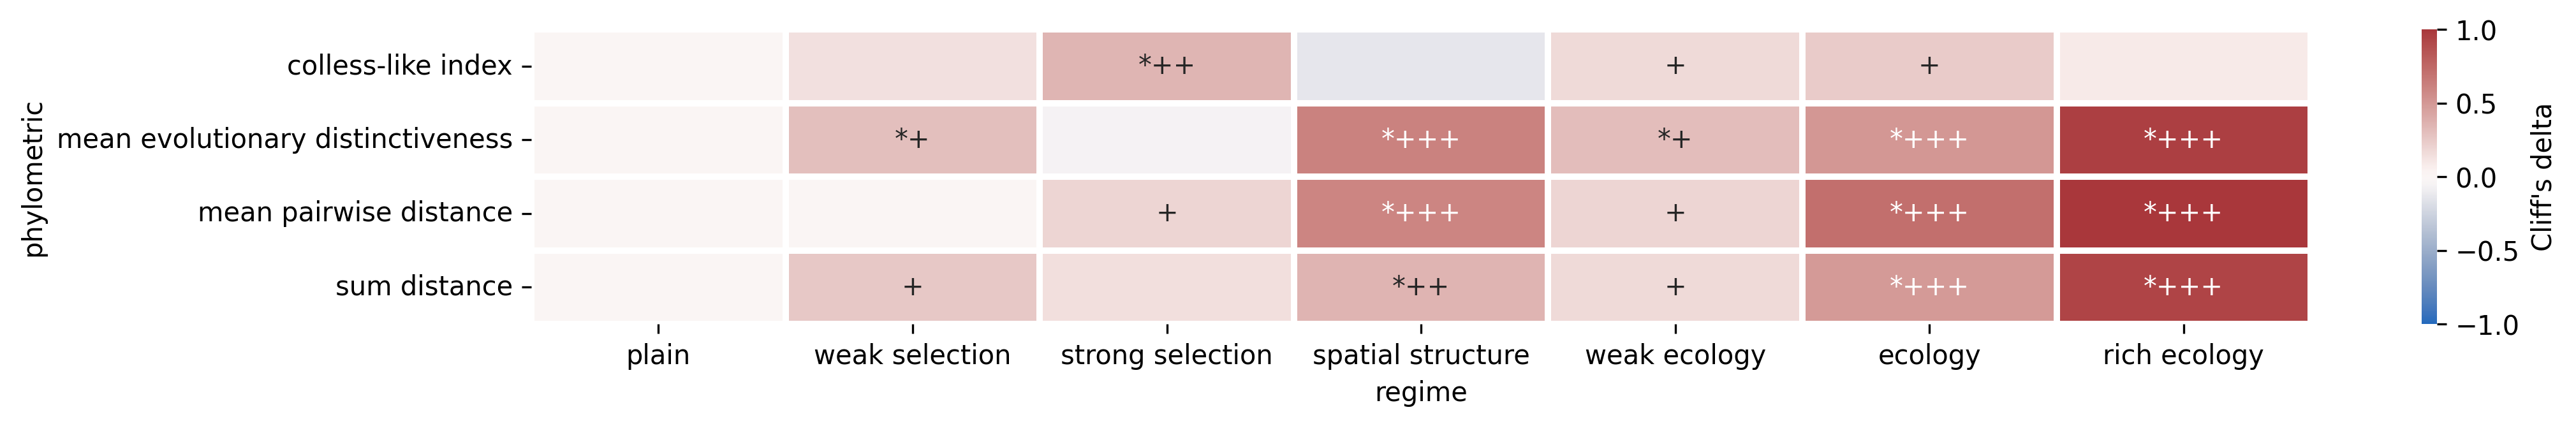 phylometric
colless-like index *++ + + 
mean evolutionary distinctiveness *+ *+++ *+ *+++ *+++
mean pairwise distance + *+++ + *+++ *+++
sum distance + *++ + *+++ *+++
plain weak selection strong selection spatial structure weak ecology ecology rich ecology
regime
1.0
0.5
0.0
−0.5
−1.0
Cliff's delta